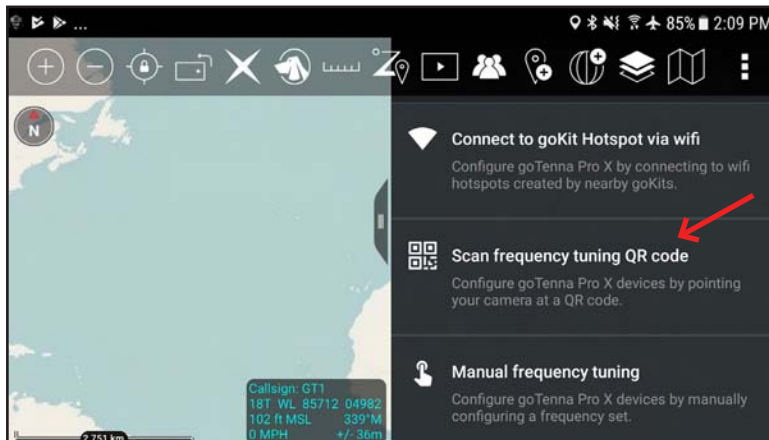 ... 85% 2:09 PM
N
Connect to goKit Hotspot via wifi
Configure goTenna Pro X by connecting to wifi
hotspots created by nearby goKits.
Scan frequency tuning QR code
Configure goTenna Pro X devices by pointing
your camera at a QR code.
Manual frequency tuning
Configure goTenna Pro X devices by manually
configuring a frequency set.
Callsign: GT1
18T WL 85712 04982
102 ft MSL 339°M
0 MPH +/- 36m
2,751 km